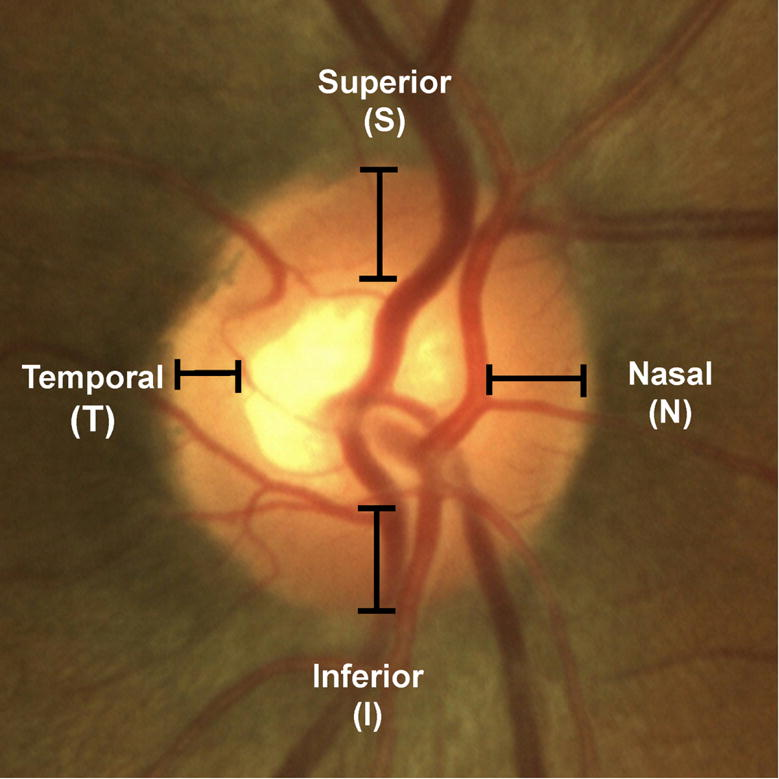 Superior
(S)
Temporal
(T)
Nasal
(N)
Inferior
(I)